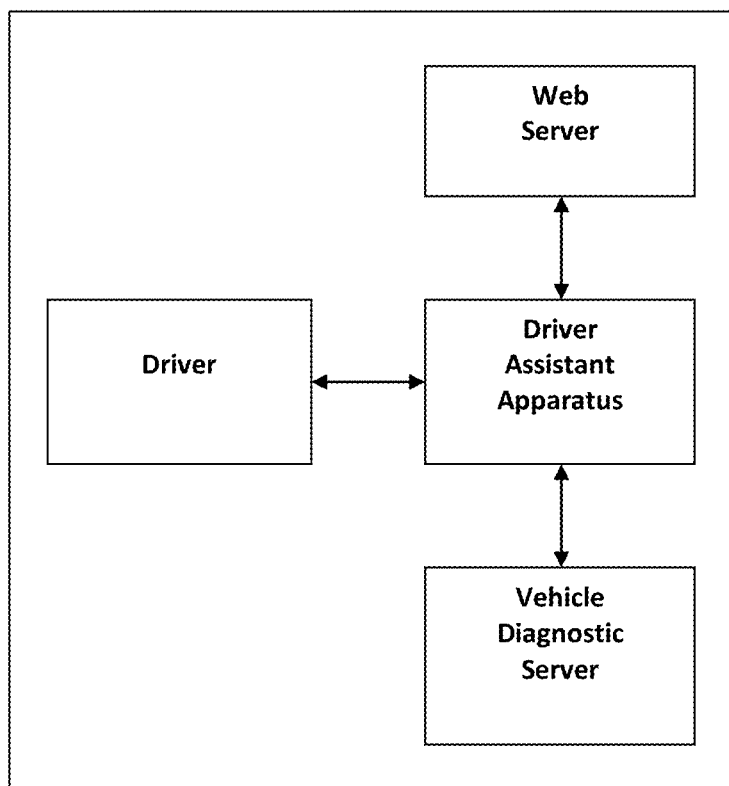 Web
Server
Driver
Driver
Assistant
Apparatus
Vehicle
Diagnostic
Server